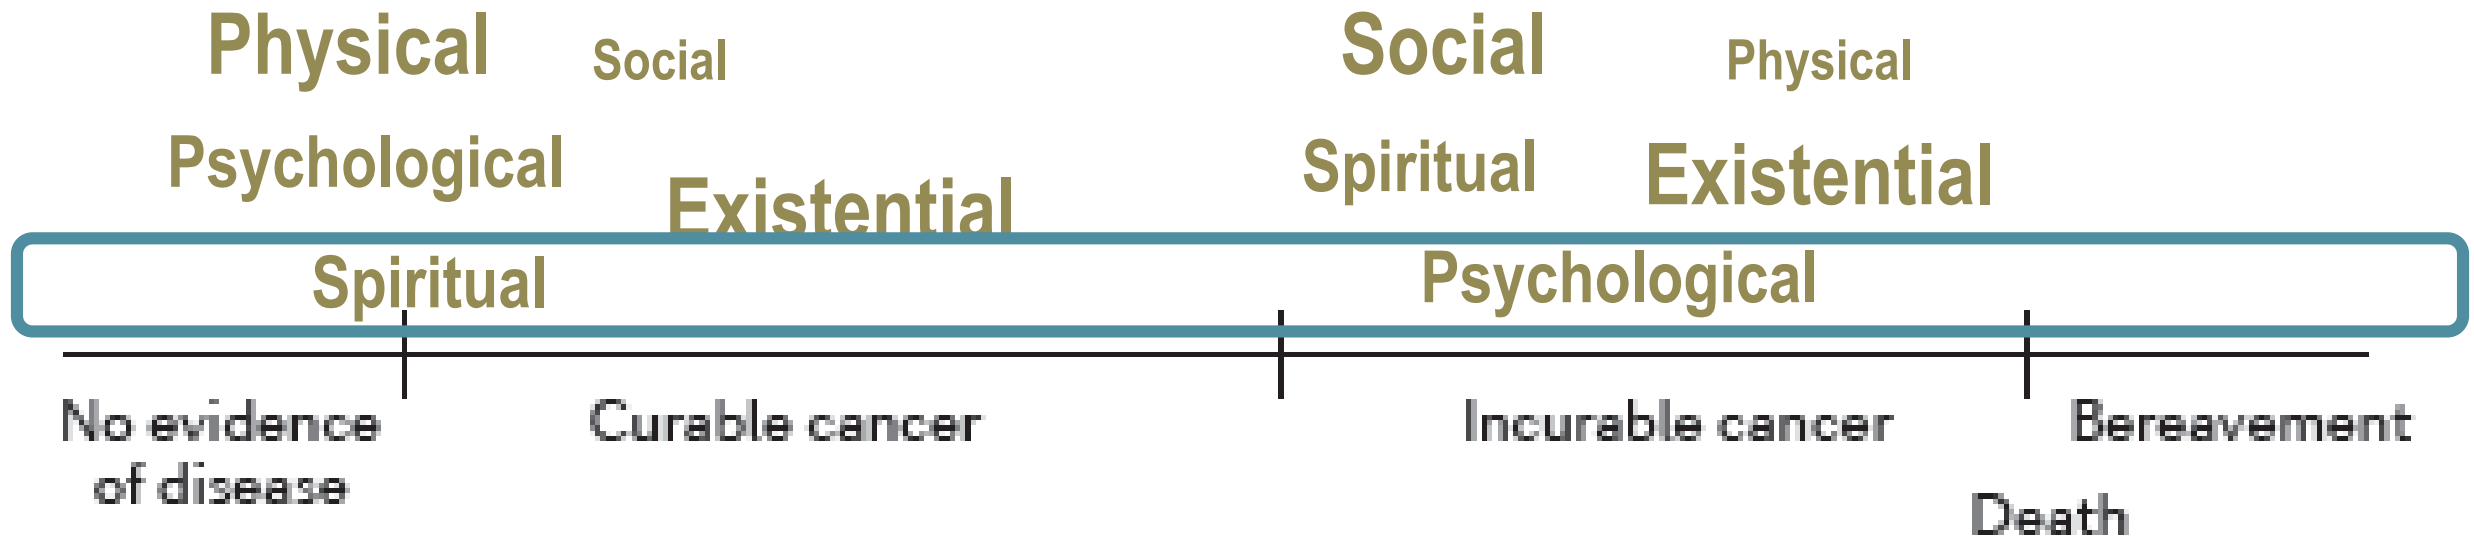 Physical Social Social Physical
Psychological Spiritual Existential
Existential
Spiritual Psychological
No evidence Curable cancer Incurable cancer Bereavement
of disease
Death